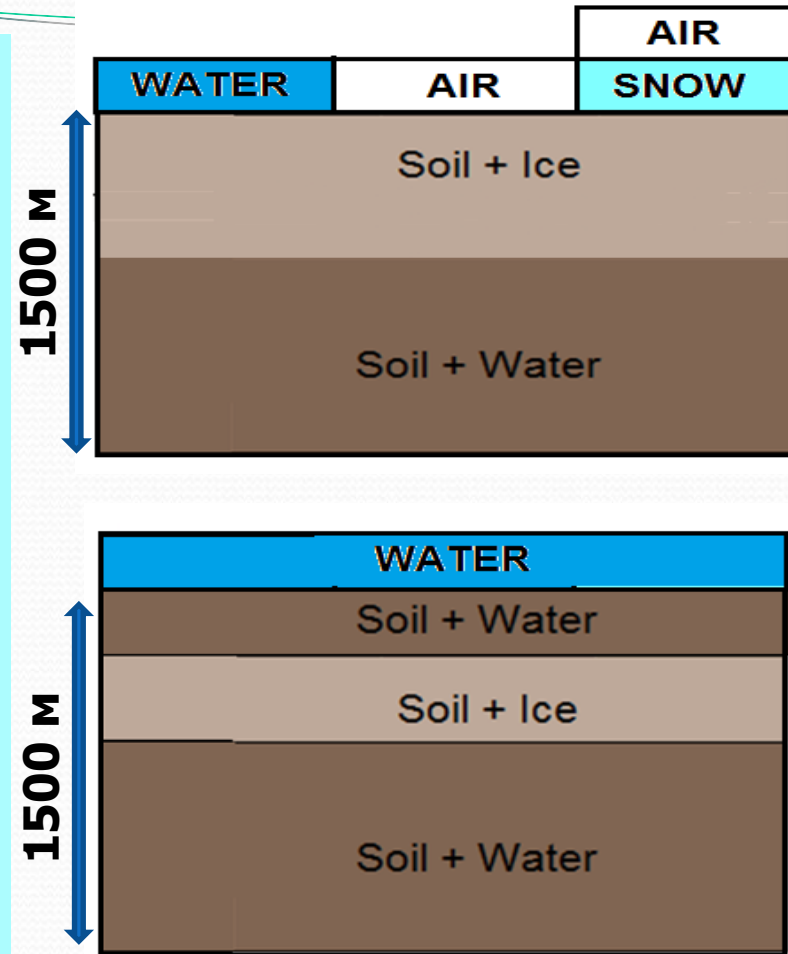 AIR
WATER AIR SNOW
Soil + Ice
1500 м
Soil + Water
WATER
Soil + Water
Soil + Ice
1500 м
Soil + Water